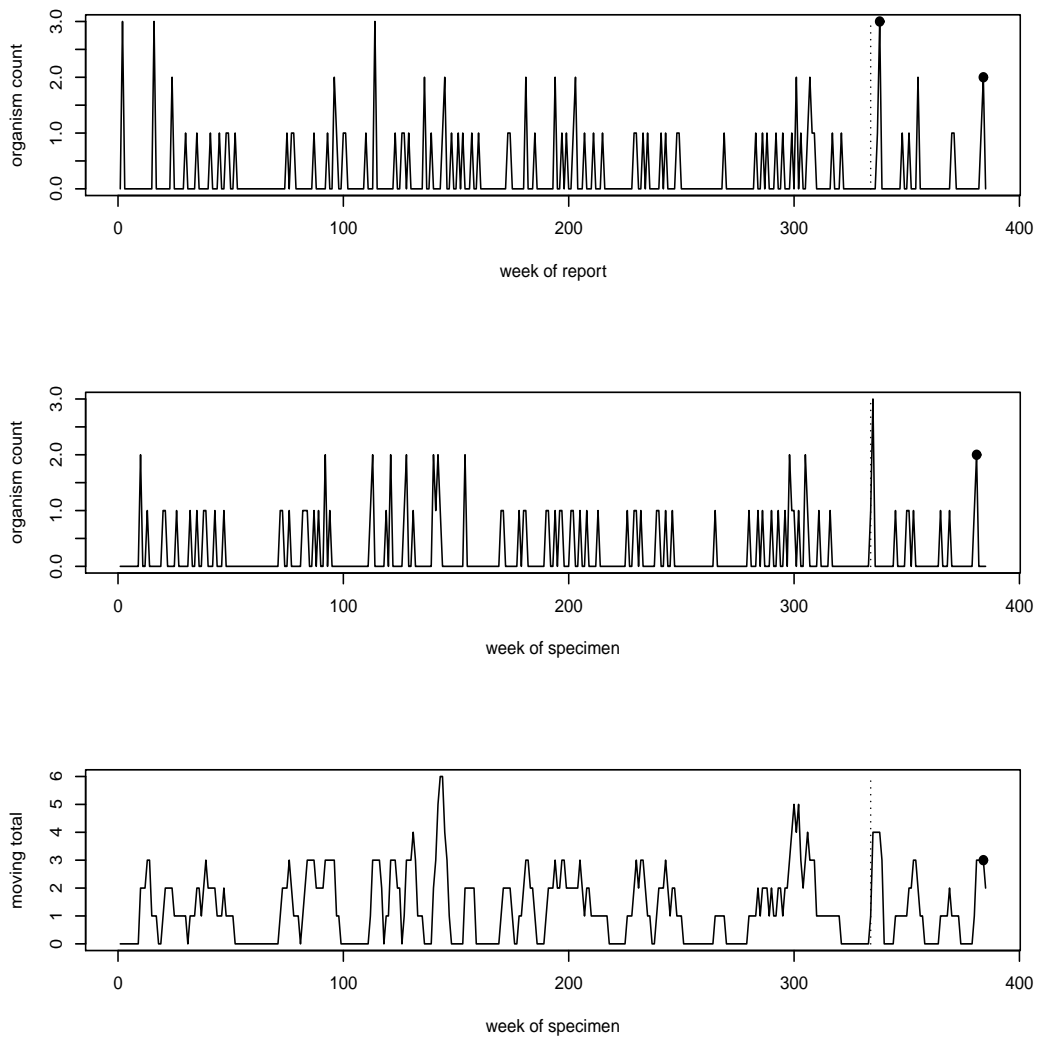 organism count
3.0
2.0
1.0
0.0
0 100 200 300 400
week of report
organism count
3.0
2.0
1.0
0.0
0 100 200 300 400
week of specimen
moving total
6
5
4
3
2
1
0
0 100 200 300 400
week of specimen